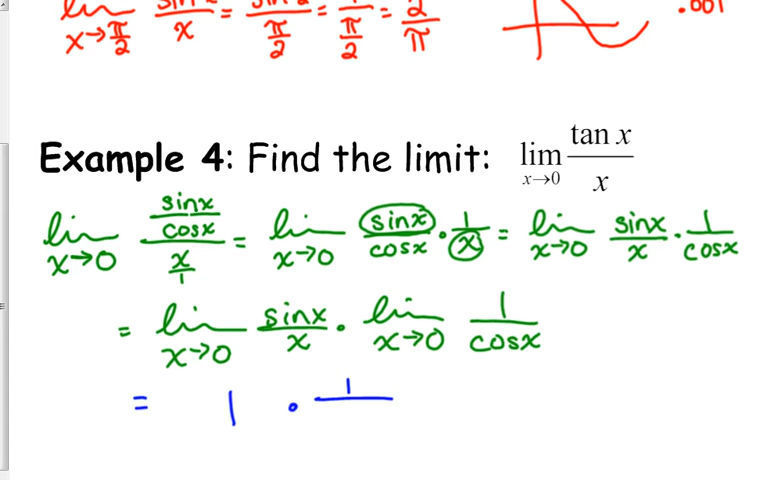 lim x→π/2 sin x/x = sin /π/2 = 1/π/2 = 2/π .001
Example 4: Find the limit: lim x→0 tan x/x
lim x→0 sinx/cosx/x/1 = lim x→0 sinx/cosx · 1/x = lim x→0 sinx/x · 1/cosx
= lim x→0 sinx/x · lim x→0 1/cosx
= 1 · 1/